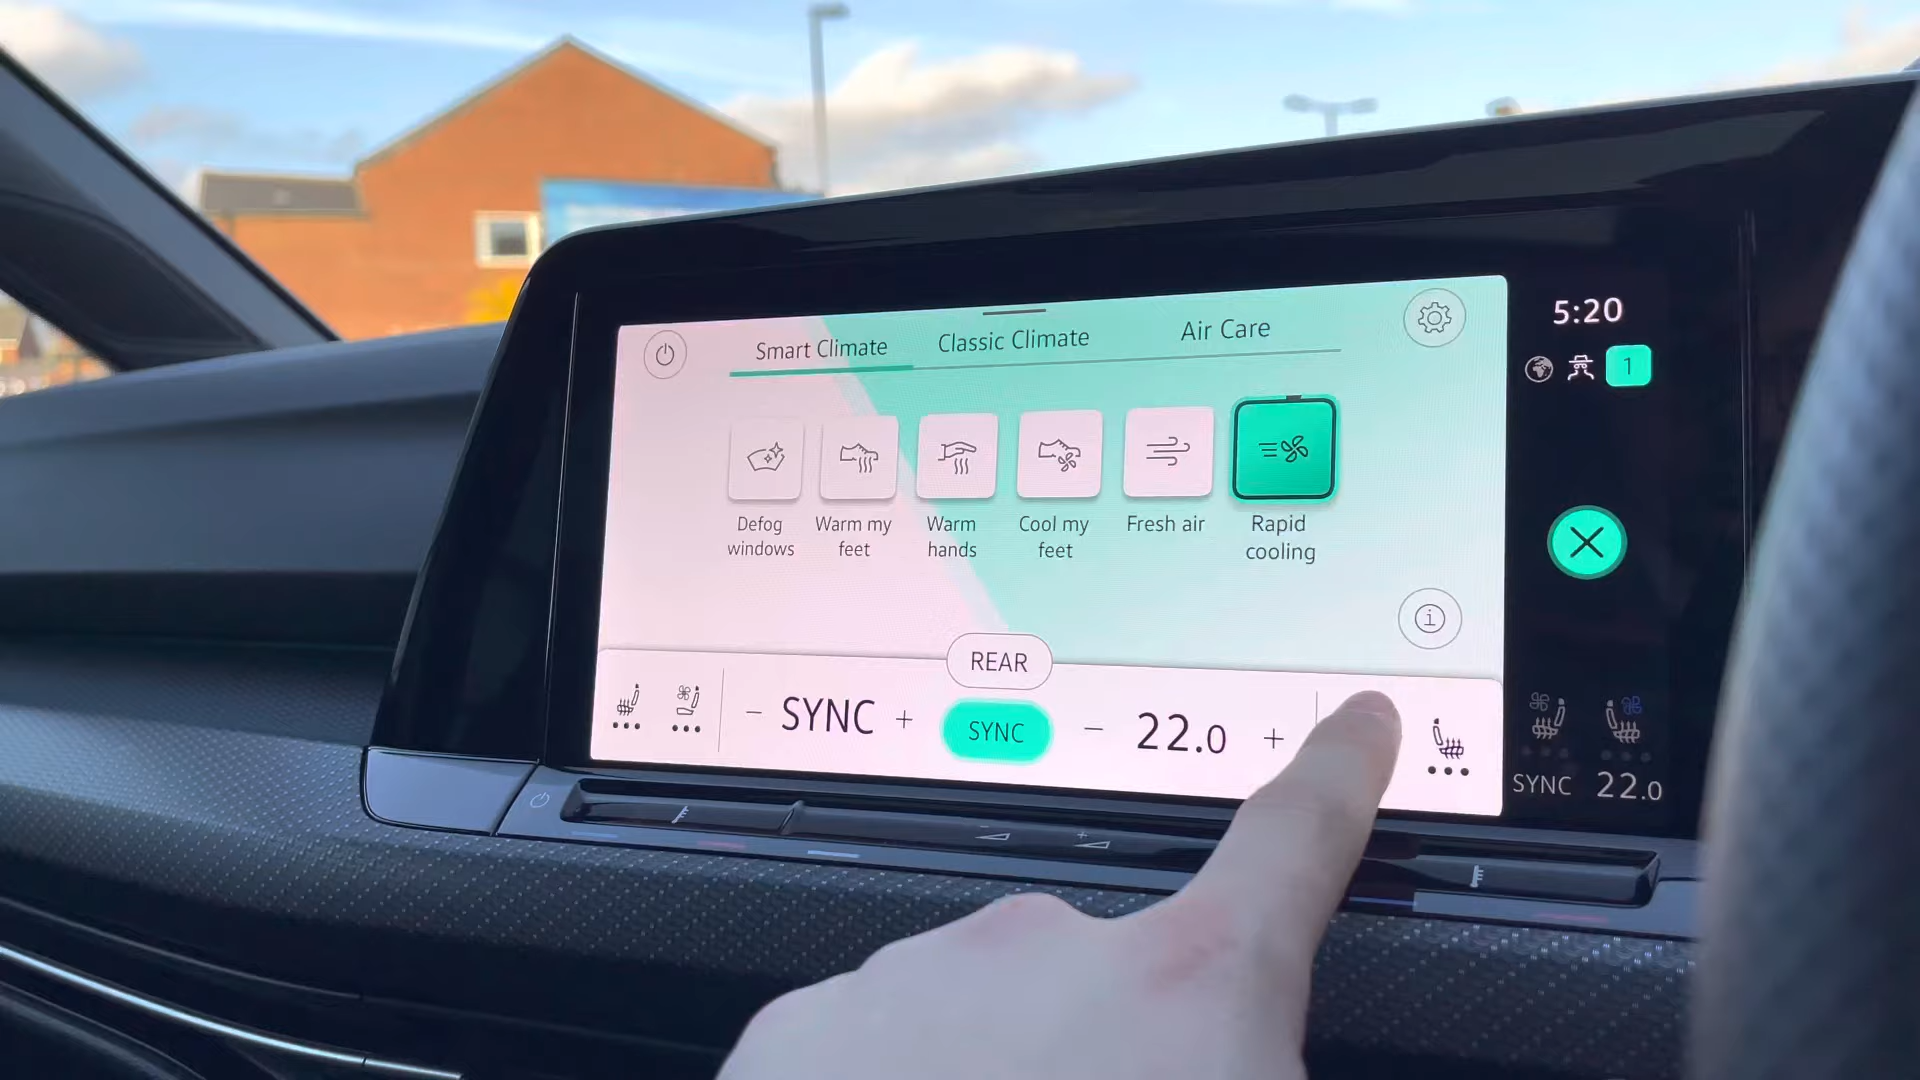 Smart Climate
Classic Climate
Air Care
5:20
1
Defog
windows
Warm my
feet
Warm
hands
Cool my
feet
Fresh air
Rapid
cooling
i
REAR
- SYNC +
SYNC
- 22.0 +
SYNC 22.0